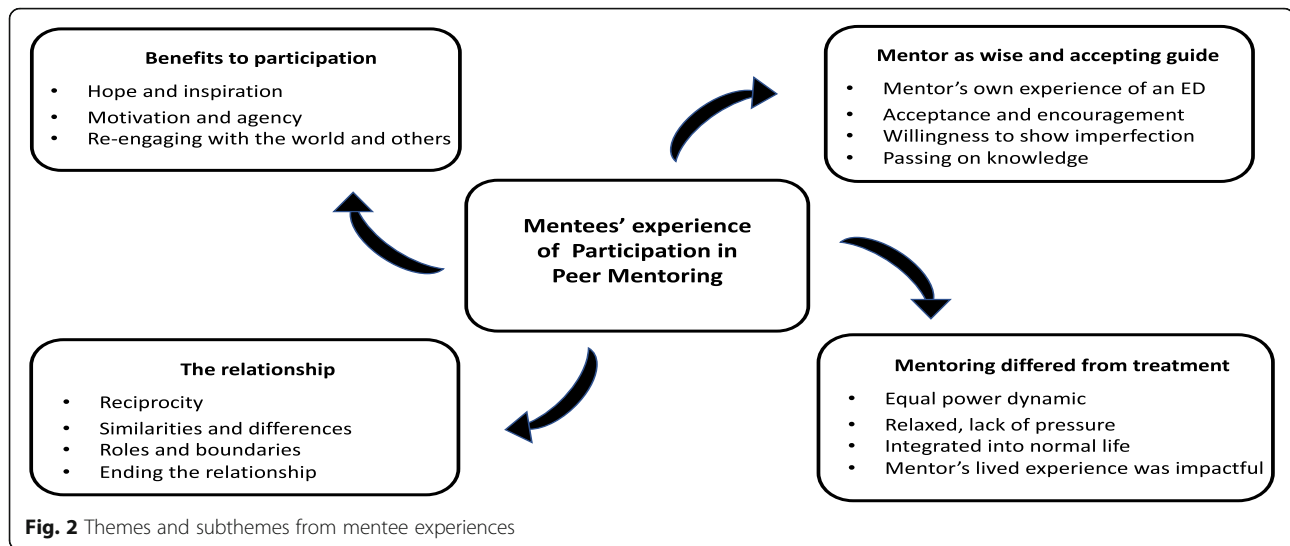 Benefits to participation
• Hope and inspiration
• Motivation and agency
• Re-engaging with the world and others
Mentor as wise and accepting guide
• Mentor's own experience of an ED
• Acceptance and encouragement
• Willingness to show imperfection
• Passing on knowledge
Mentees' experience
of Participation in
Peer Mentoring
The relationship
• Reciprocity
• Similarities and differences
• Roles and boundaries
• Ending the relationship
Mentoring differed from treatment
• Equal power dynamic
• Relaxed, lack of pressure
• Integrated into normal life
• Mentor's lived experience was impactful
Fig. 2 Themes and subthemes from mentee experiences